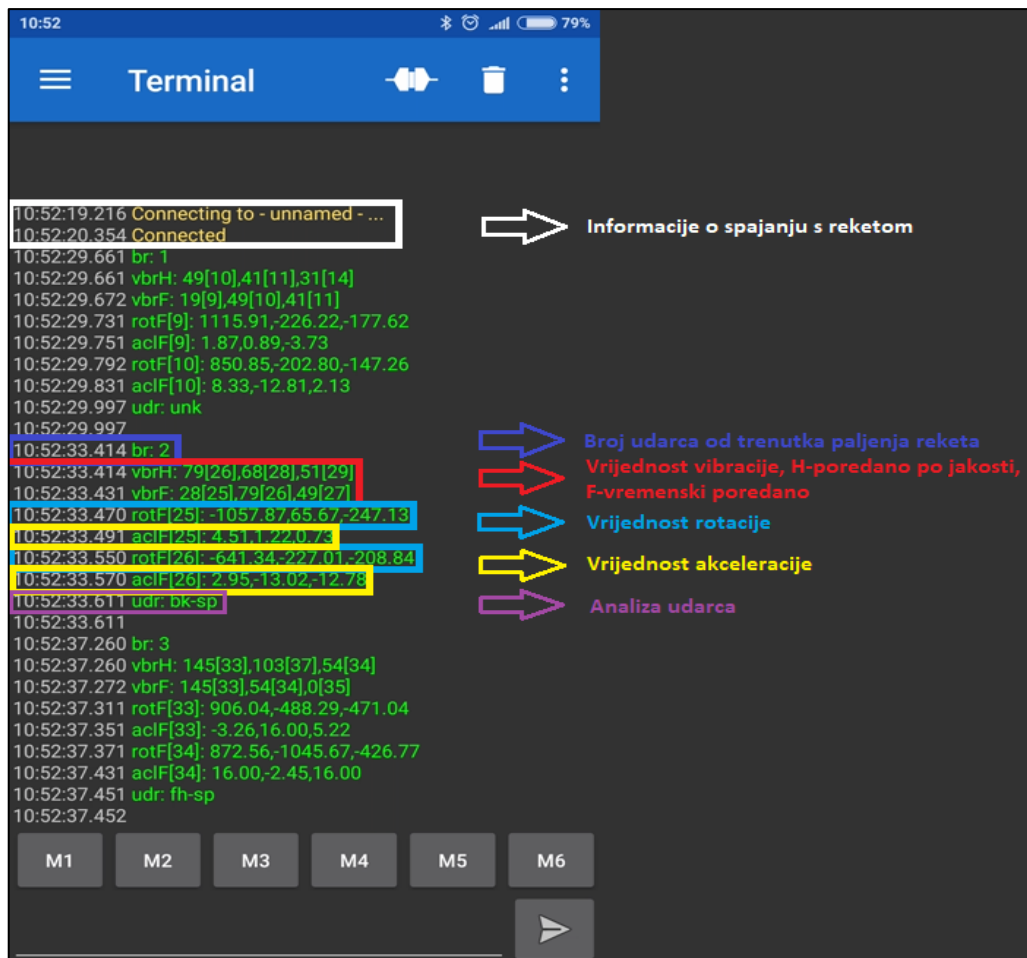 10:52 79%
Terminal
10:52:19.216 Connecting to - unnamed - ...
10:52:20.354 Connected
Informacije o spajanju s reketom
10:52:29.661 br: 1
10:52:29.661 vbrH: 49[10],41[11],31[14]
10:52:29.672 vbrF: 19[9],49[10],41[11]
10:52:29.731 rotF[9]: 1115.91,-226.22,-177.62
10:52:29.751 aclF[9]: 1.87,0.89,-3.73
10:52:29.792 rotF[10]: 850.85,-202.80,-147.26
10:52:29.831 aclF[10]: 8.33,-12.81,2.13
10:52:29.997 udr: unk
10:52:29.997
10:52:33.414 br: 2
Broj udarca od trenutka paljenja reketa
10:52:33.414 vbrH: 79[26],68[28],51[29]
10:52:33.431 vbrF: 28[25],79[26],49[27]
Vrijednost vibracije, H-poredano po jakosti,
F-vremenski poredano
10:52:33.470 rotF[25]: -1057.87,65.67,-247.13
Vrijednost rotacije
10:52:33.491 aclF[25]: 4.51,1.22,0.73
10:52:33.550 rotF[26]: -641.34,-227.01,-208.84
10:52:33.570 aclF[26]: 2.95,-13.02,-12.78
Vrijednost akceleracije
10:52:33.611 udr: bk-sp
Analiza udarca
10:52:33.611
10:52:37.260 br: 3
10:52:37.260 vbrH: 145[33],103[37],54[34]
10:52:37.272 vbrF: 145[33],54[34],0[35]
10:52:37.311 rotF[33]: 906.04,-488.29,-471.04
10:52:37.351 aclF[33]: -3.26,16.00,5.22
10:52:37.371 rotF[34]: 872.56,-1045.67,-426.77
10:52:37.431 aclF[34]: 16.00,-2.45,16.00
10:52:37.451 udr: fh-sp
10:52:37.452
M1 M2 M3 M4 M5 M6